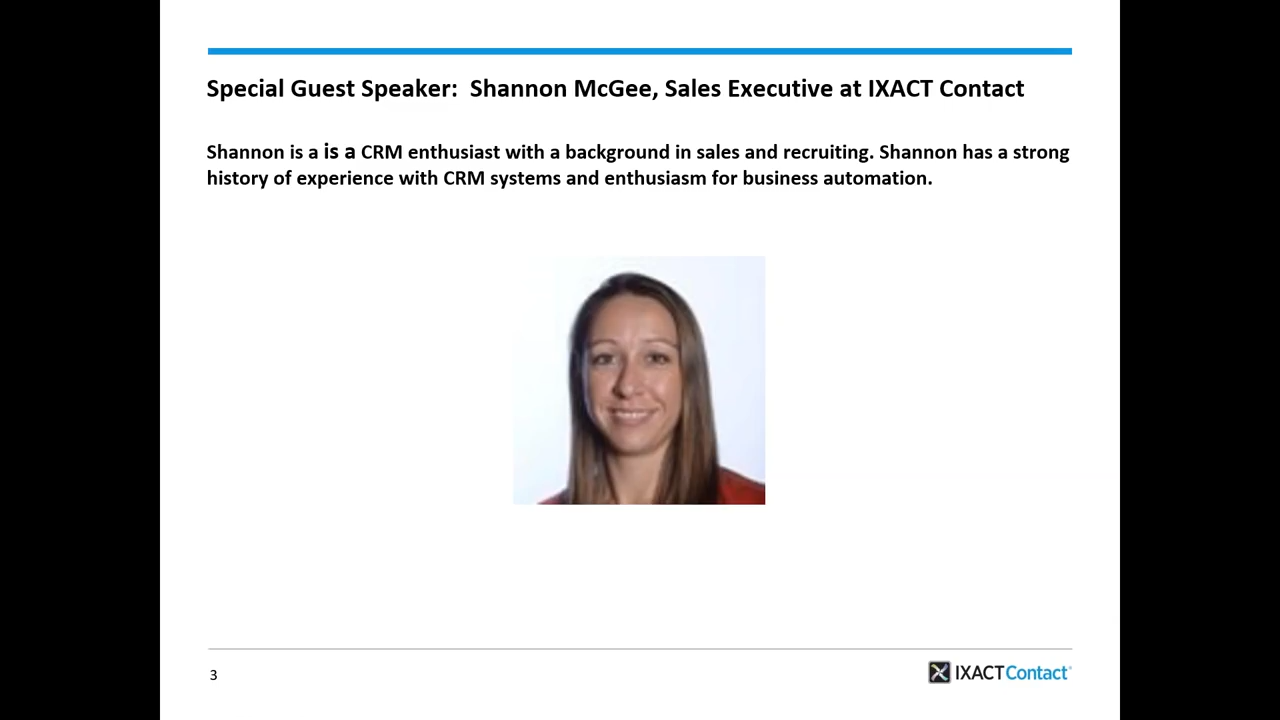 Special Guest Speaker:  Shannon McGee, Sales Executive at IXACT Contact
Shannon is a is a CRM enthusiast with a background in sales and recruiting. Shannon has a strong
history of experience with CRM systems and enthusiasm for business automation.
3
IXACTContact®